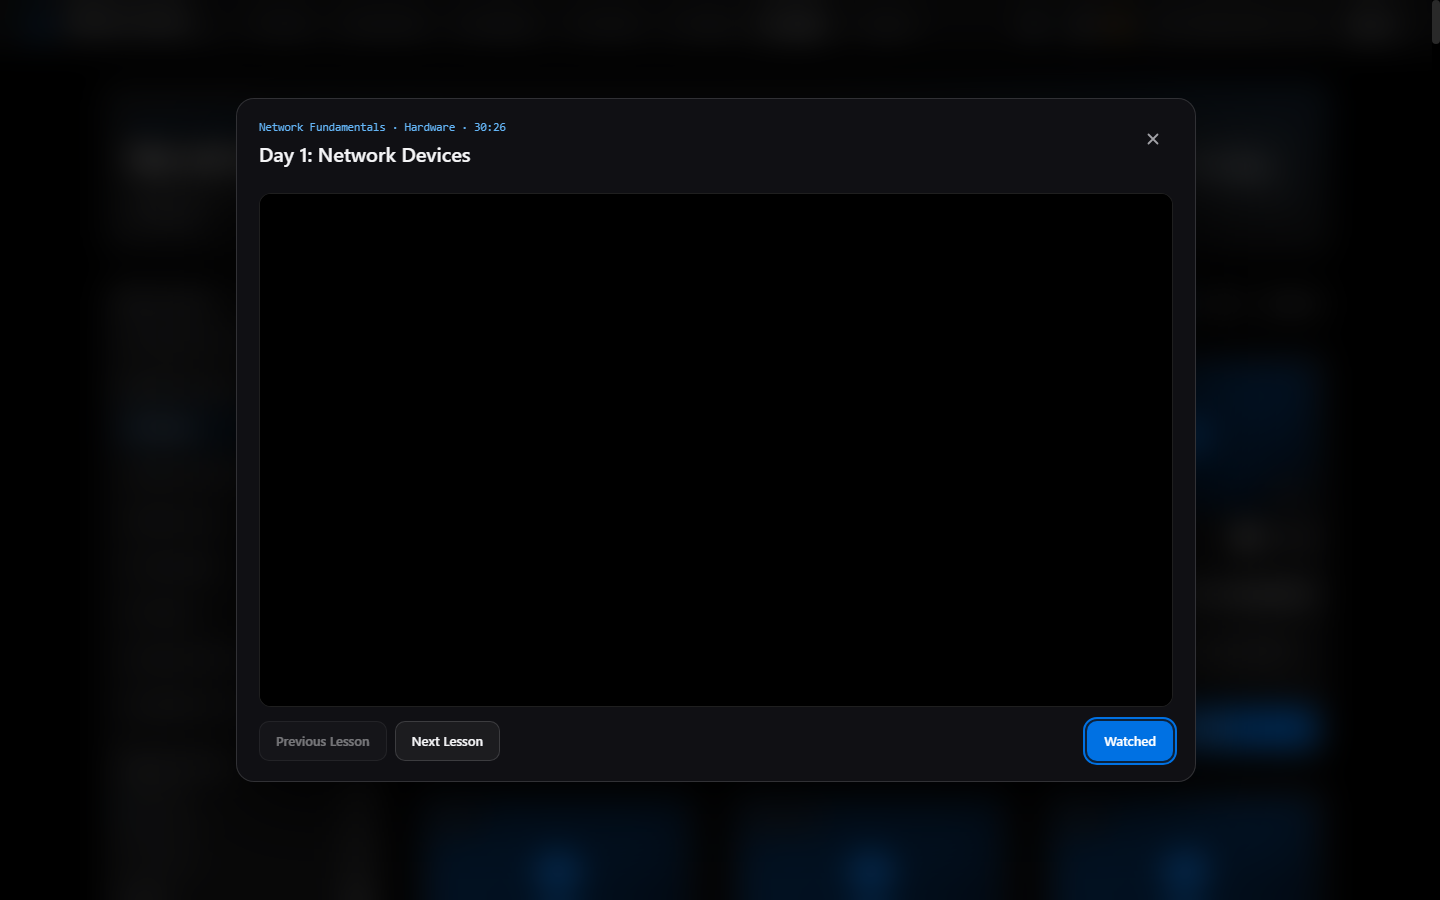 Network Fundamentals · Hardware · 30:26
Day 1: Network Devices
Previous Lesson
Next Lesson
Watched